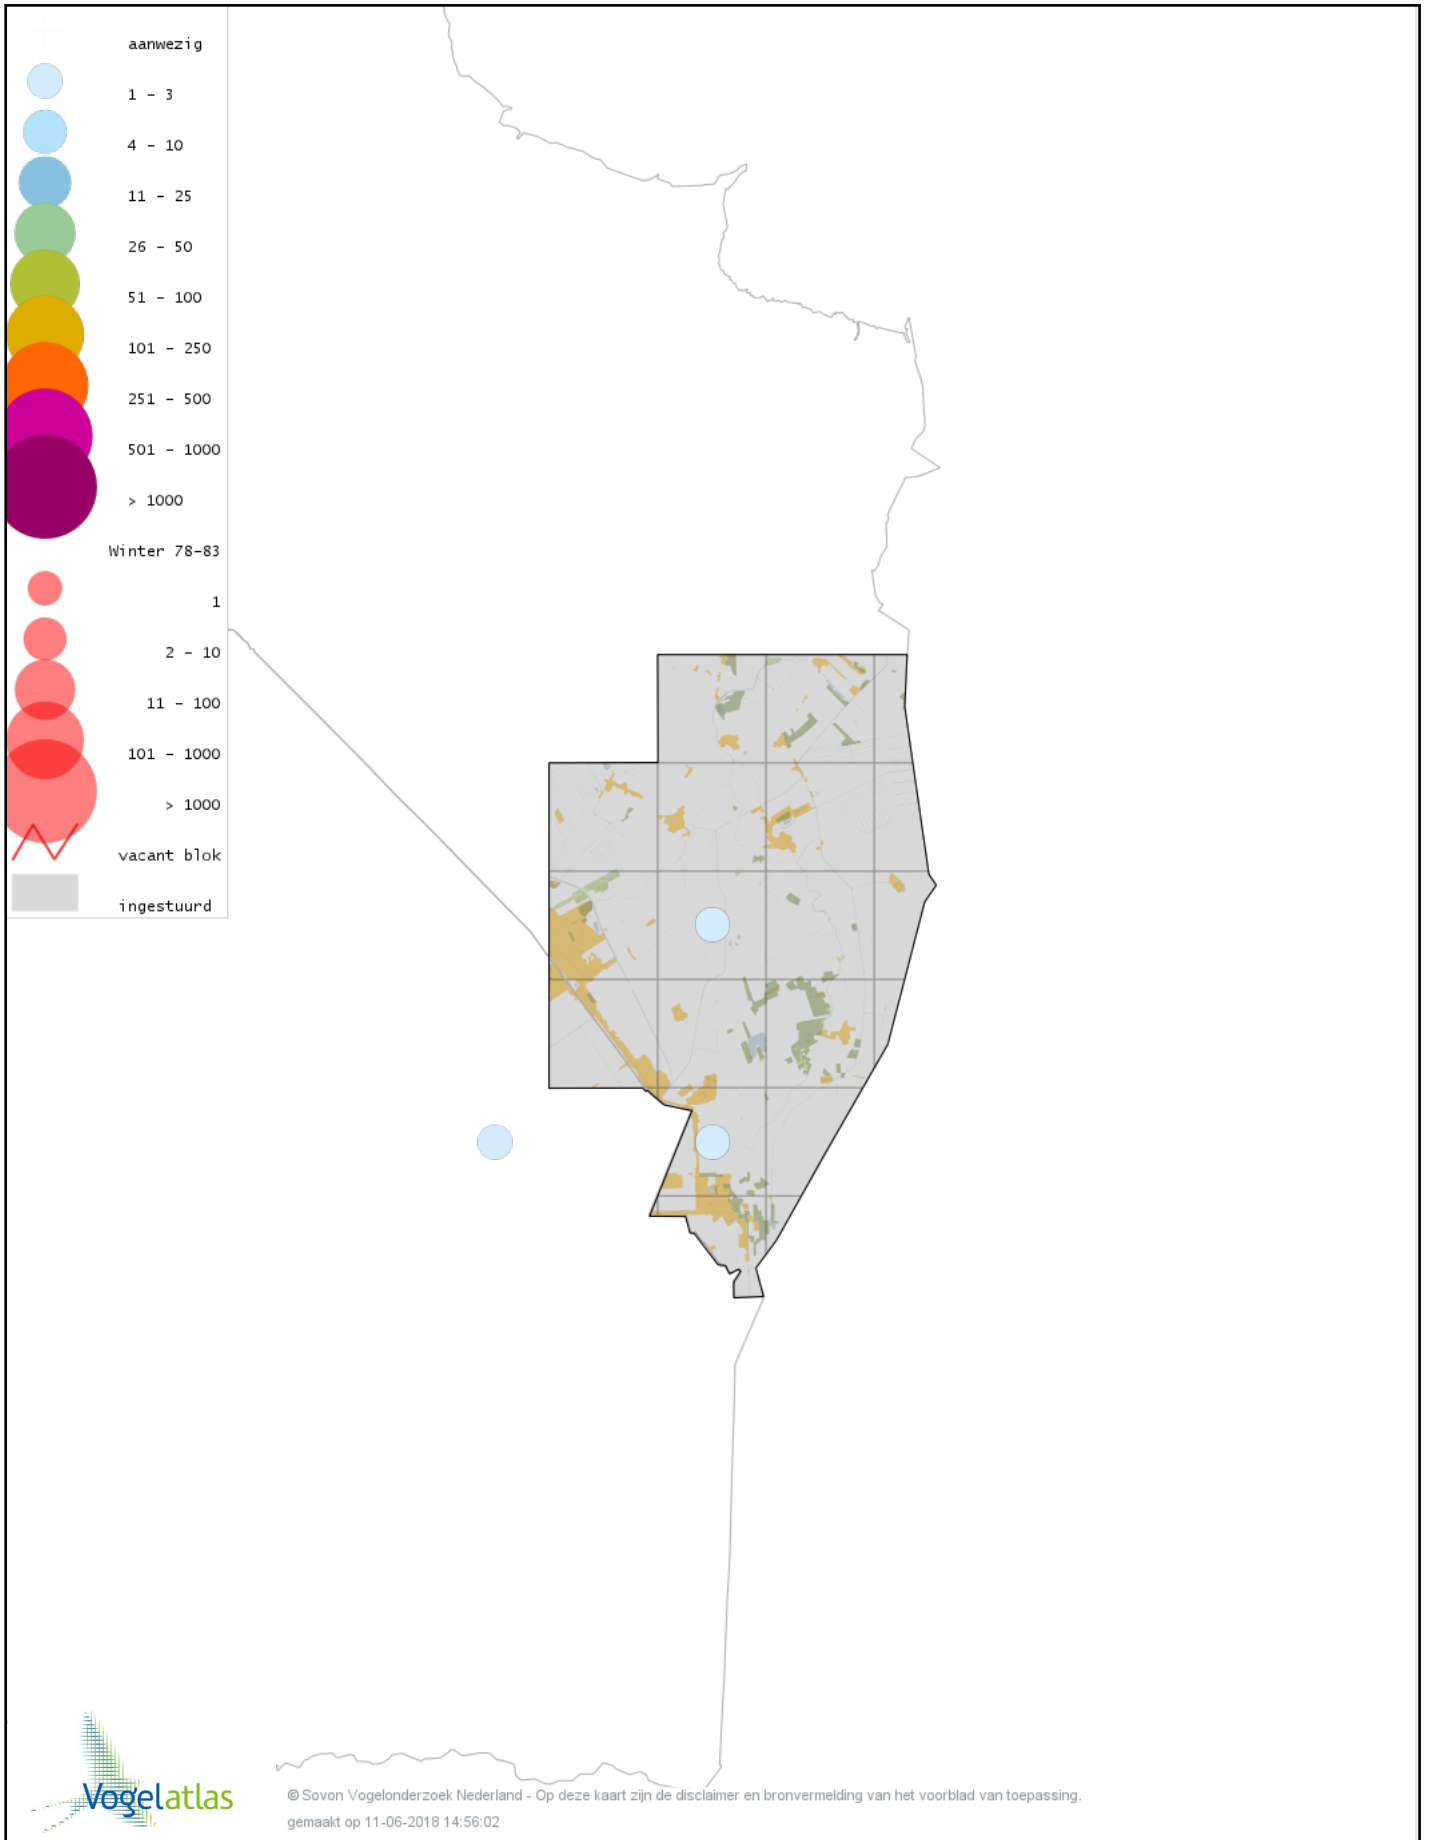 aanwezig
1 - 3
4 - 10
11 - 25
26 - 50
51 - 100
101 - 250
251 - 500
501 - 1000
> 1000
Winter 78-83
1
2 - 10
11 - 100
101 - 1000
> 1000
vacant blok
ingestuurd
Vogelatlas
© Sovon Vogelonderzoek Nederland - Op deze kaart zijn de disclaimer en bronvermelding van het voorblad van toepassing.
gemaakt op 11-06-2018 14:56:02